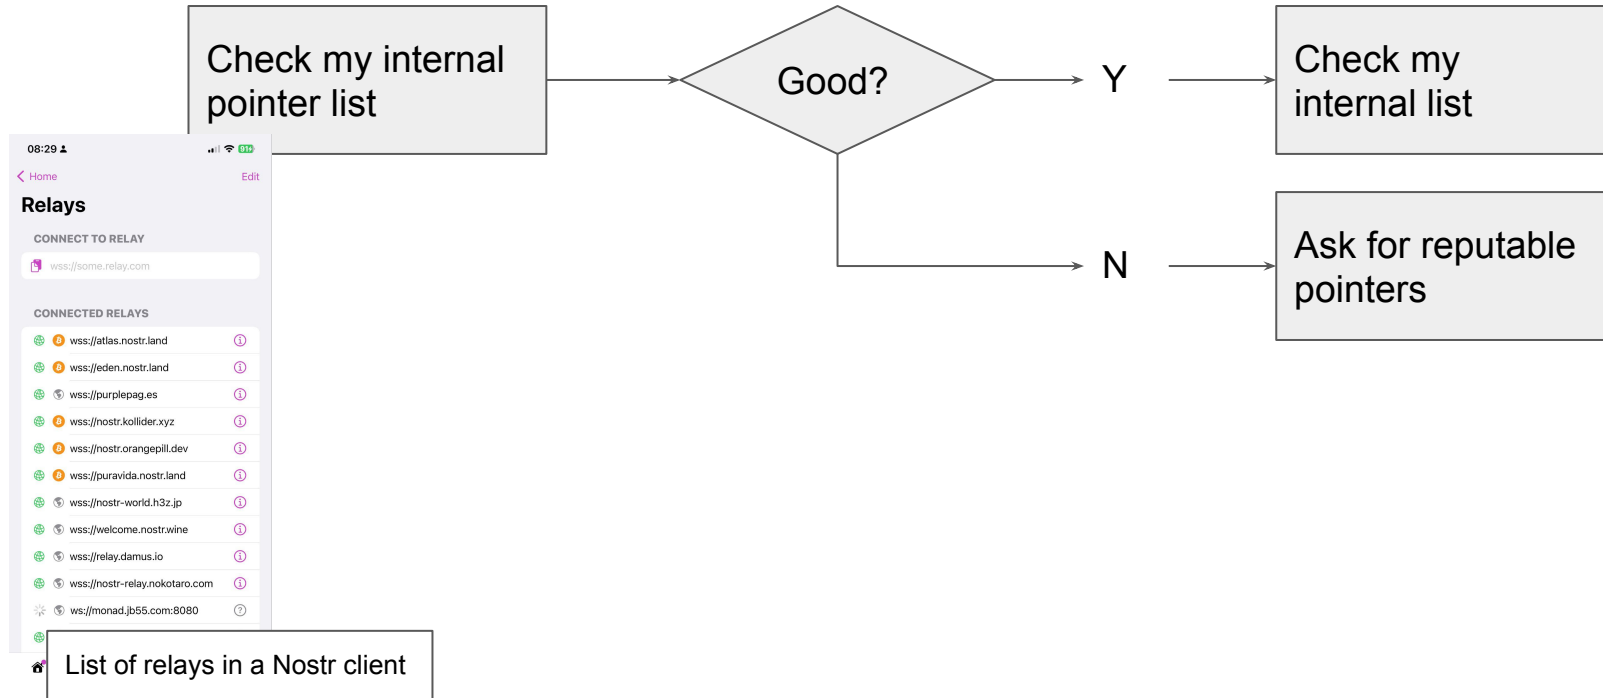 Check my internal
pointer list
Good?
Y
Check my
internal list
N
Ask for reputable
pointers
08:29
91+
Home
Edit
Relays
CONNECT TO RELAY
wss://some.relay.com
CONNECTED RELAYS
wss://atlas.nostr.land
wss://eden.nostr.land
wss://purplepag.es
wss://nostr.kollider.xyz
wss://nostr.orangepill.dev
wss://puravida.nostr.land
wss://nostr-world.h3z.jp
wss://welcome.nostr.wine
wss://relay.damus.io
wss://nostr-relay.nokotaro.com
ws://monad.jb55.com:8080
List of relays in a Nostr client